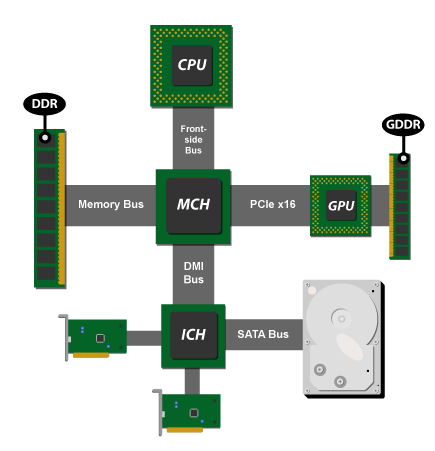 CPU
DDR
GDDR
Front-
side
Bus
Memory Bus
MCH
PCIe x16
GPU
DMI
Bus
ICH
SATA Bus